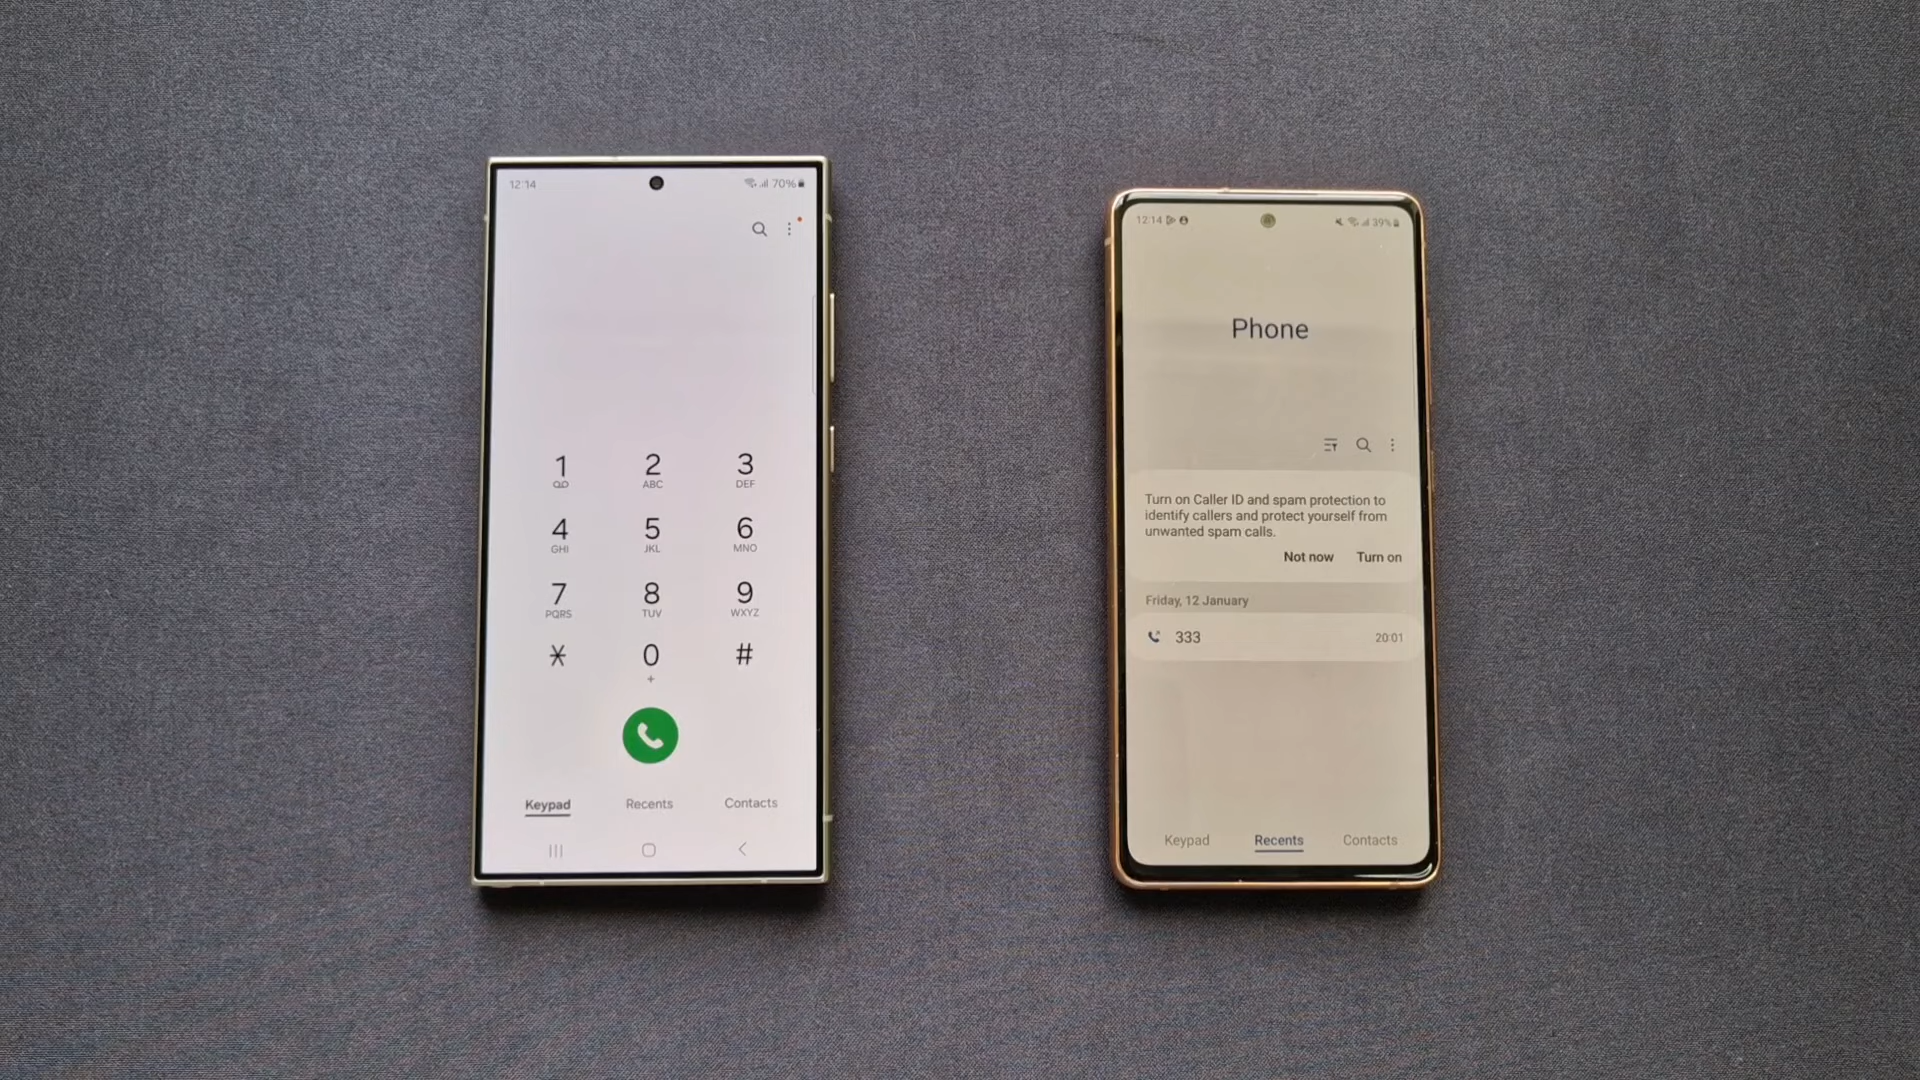 12:14
70%
1
2 ABC
3 DEF
4 GHI
5 JKL
6 MNO
7 PQRS
8 TUV
9 WXYZ
* 0 #
+
Keypad Recents Contacts
12:14
39%
Phone
Turn on Caller ID and spam protection to
identify callers and protect yourself from
unwanted spam calls.
Not now Turn on
Friday, 12 January
333 20:01
Keypad Recents Contacts